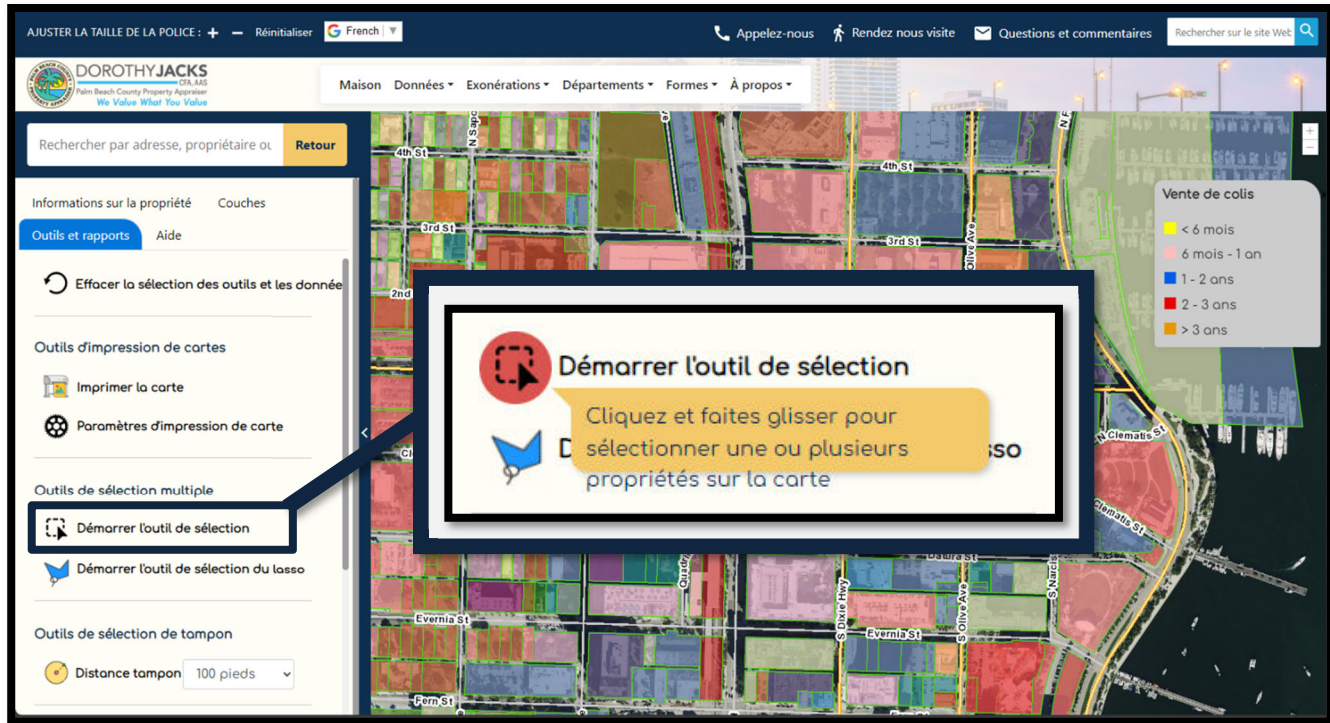 AJUSTER LA TAILLE DE LA POLICE : + − Réinitialiser
French
Appelez-nous
Rendez nous visite
Questions et commentaires
Rechercher sur le site Web
DOROTHY JACKS
CFA, AAS
Palm Beach County Property Appraiser
We Value What You Value
Maison Données Exonérations Départements Formes À propos
Rechercher par adresse, propriétaire ou
Retour
Informations sur la propriété Couches
Outils et rapports Aide
Effacer la sélection des outils et les donnée
Outils d'impression de cartes
Imprimer la carte
Paramètres d'impression de carte
Outils de sélection multiple
Démarrer l'outil de sélection
Démarrer l'outil de sélection du lasso
Outils de sélection de tampon
Distance tampon 100 pieds
4th St
4th St
3rd St
3rd St
2nd
Olive Ave
Vente de colis
< 6 mois
6 mois - 1 an
1 - 2 ans
2 - 3 ans
> 3 ans
Démarrer l'outil de sélection
Cliquez et faites glisser pour
sélectionner une ou plusieurs
propriétés sur la carte
D
sso
N Clematis St
Clematis St
Datura St
Quadr
S Dixie Hwy
S Olive Ave
S Narcis
Evernia St
Evernia St
Fern St